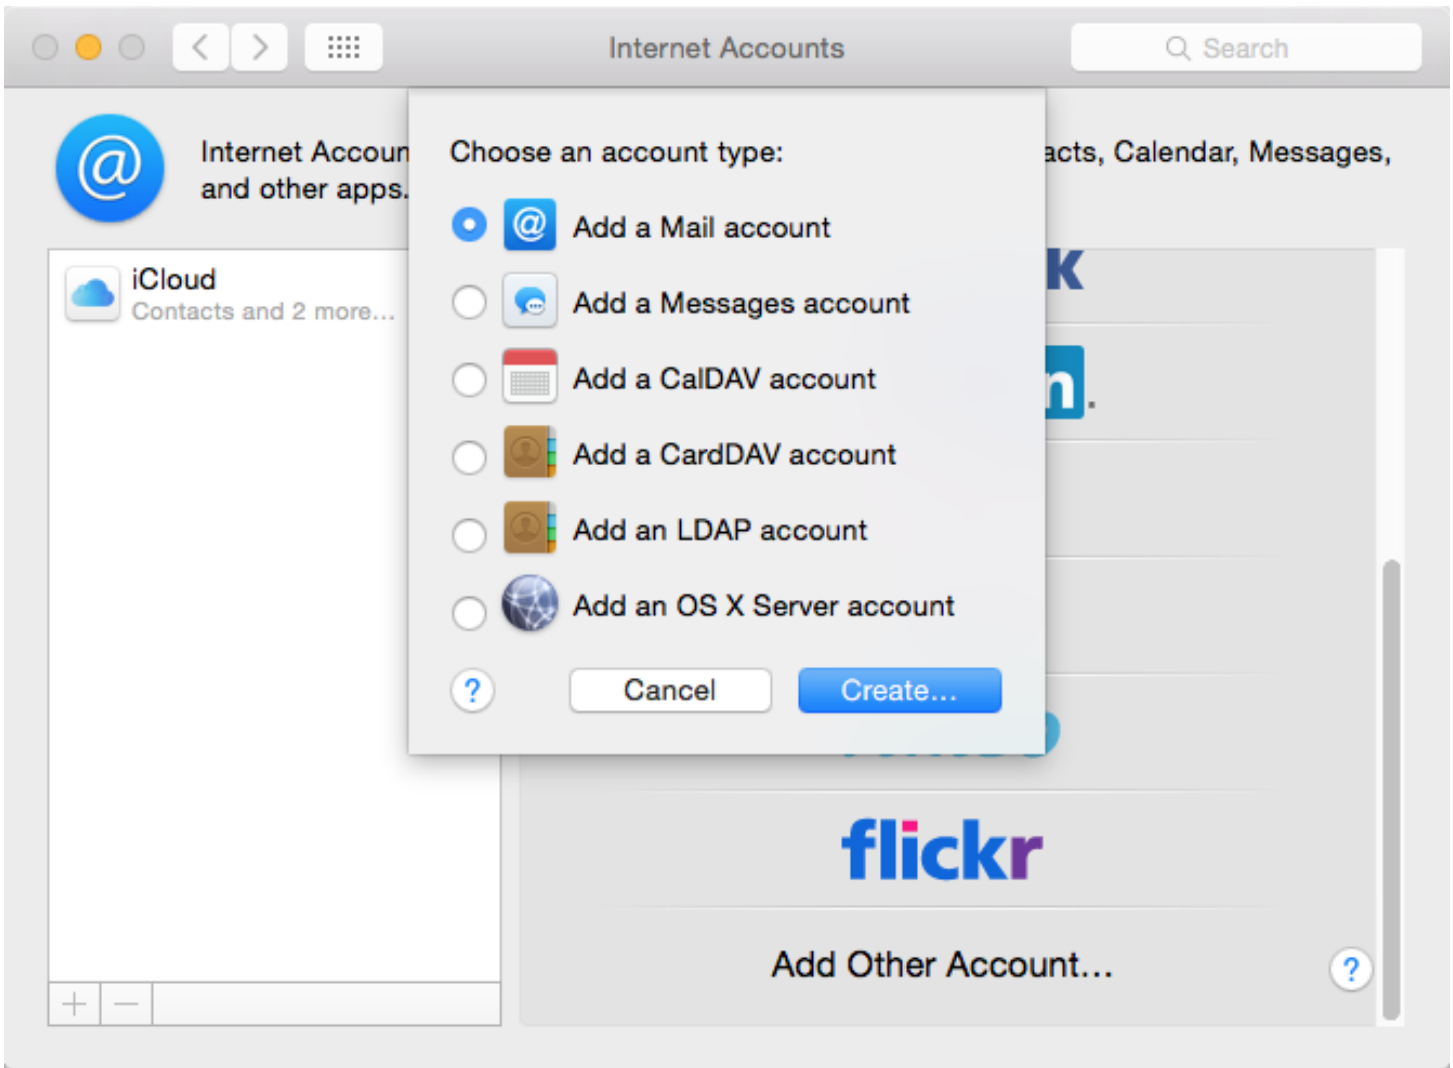 Internet Accounts
Search
Internet Accoun
acts, Calendar, Messages,
and other apps.
Choose an account type:
Add a Mail account
Add a Messages account
Add a CalDAV account
Add a CardDAV account
Add an LDAP account
Add an OS X Server account
? Cancel Create...
iCloud
Contacts and 2 more...
k
n.
flickr
Add Other Account... ?